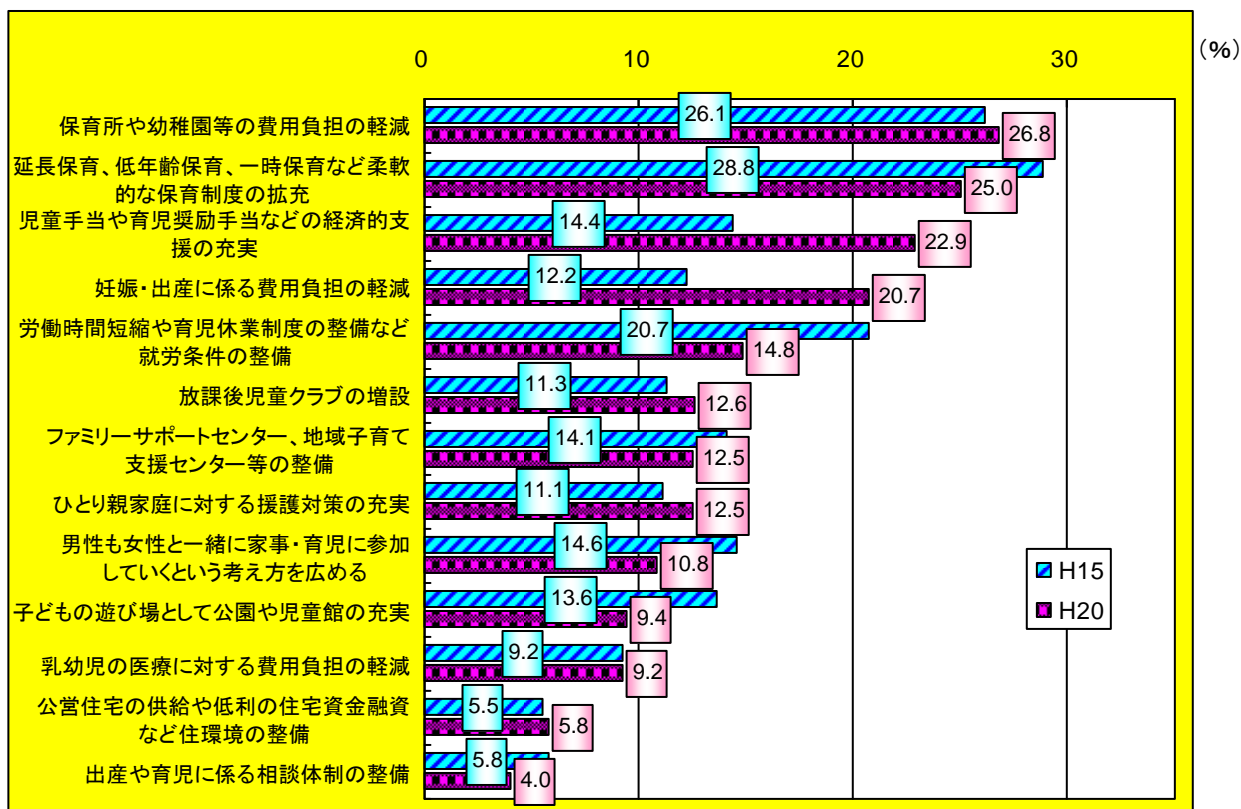 0 10 20 30 (%)
保育所や幼稚園等の費用負担の軽減
26.1
26.8
延長保育、低年齢保育、一時保育など柔軟
的な保育制度の拡充
28.8
25.0
児童手当や育児奨励手当などの経済的支
援の充実
14.4
22.9
妊娠・出産に係る費用負担の軽減
12.2
20.7
労働時間短縮や育児休業制度の整備など
就労条件の整備
20.7
14.8
放課後児童クラブの増設
11.3
12.6
ファミリーサポートセンター、地域子育て
支援センター等の整備
14.1
12.5
ひとり親家庭に対する援護対策の充実
11.1
12.5
男性も女性と一緒に家事・育児に参加
していくという考え方を広める
14.6
10.8
子どもの遊び場として公園や児童館の充実
13.6
9.4
乳幼児の医療に対する費用負担の軽減
9.2
9.2
公営住宅の供給や低利の住宅資金融資
など住環境の整備
5.5
5.8
出産や育児に係る相談体制の整備
5.8
4.0
H15
H20